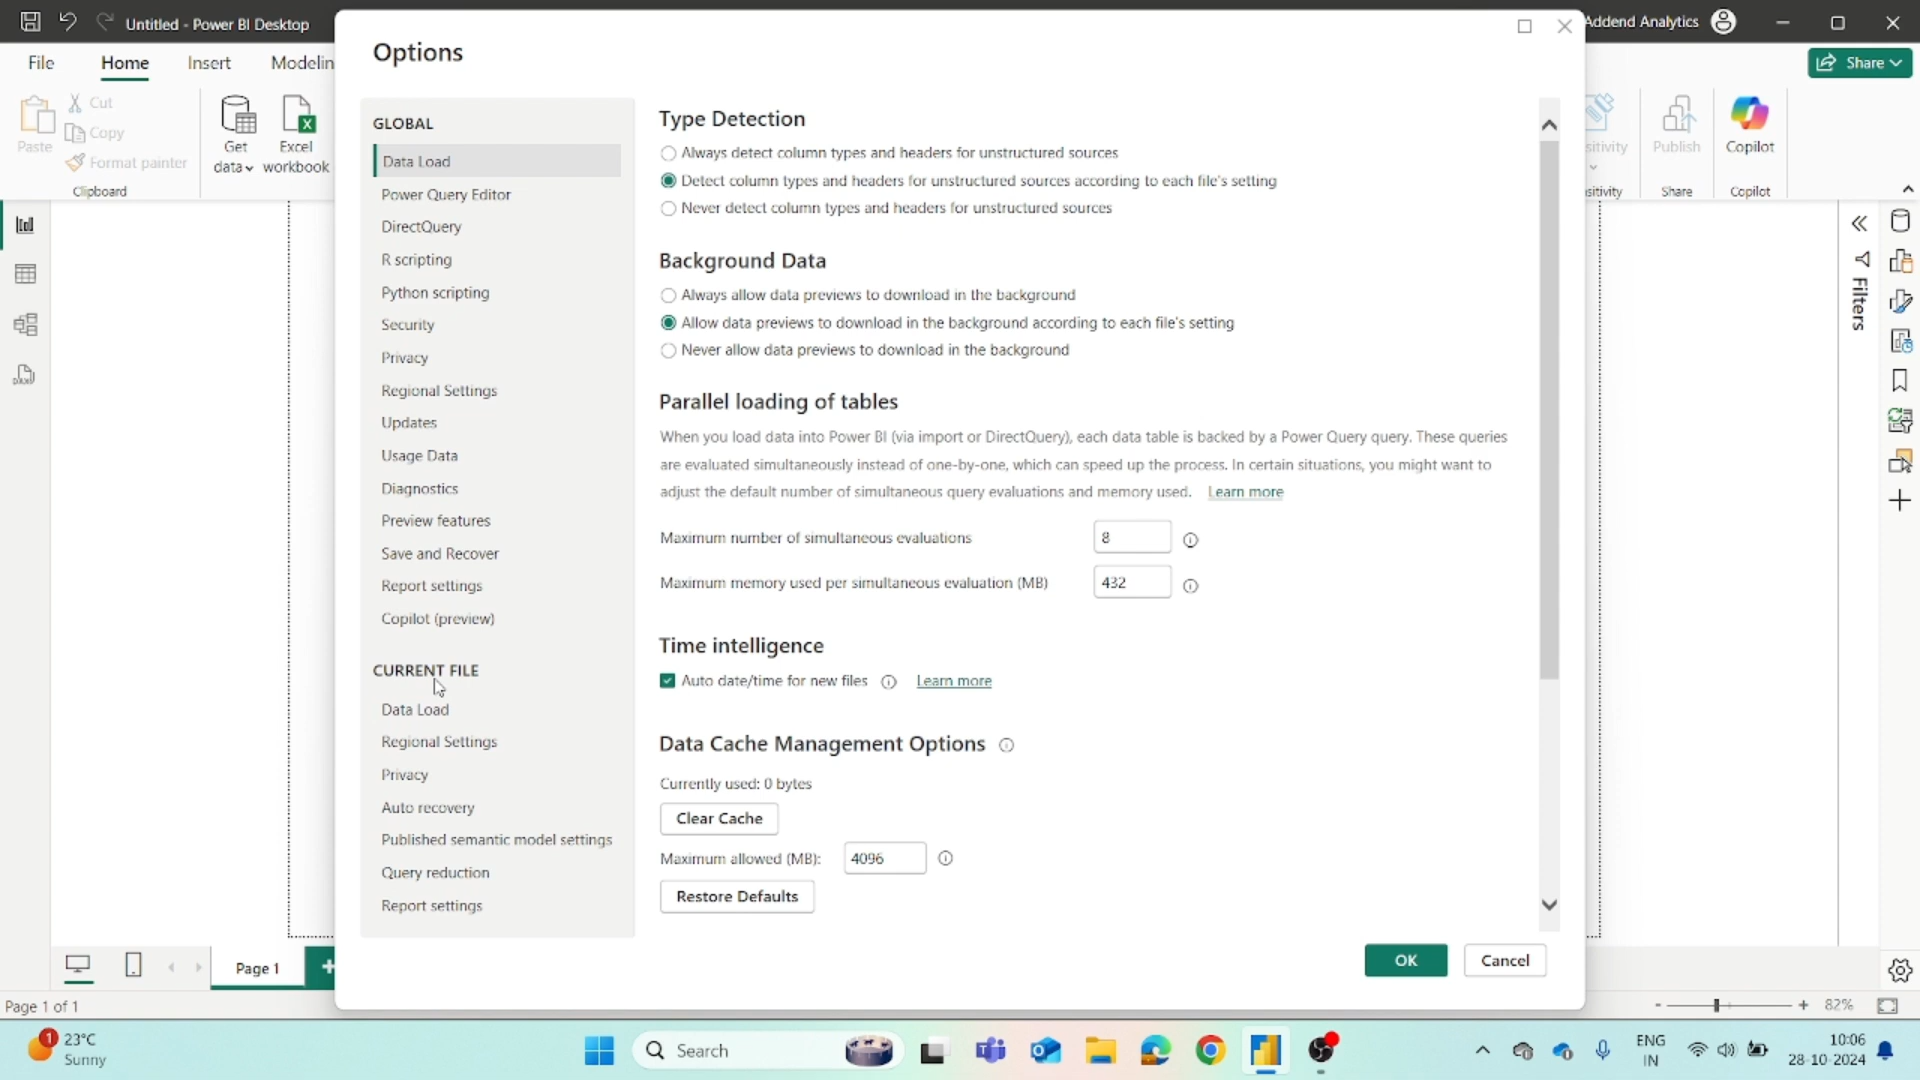 Untitled - Power BI Desktop
Addend Analytics
File
Home
Insert
Modelin
Share
Paste
Cut
Copy
Format painter
Clipboard
Get
data
Excel
workbook
sitivity
sitivity
Publish
Share
Copilot
Copilot
Options
GLOBAL
Data Load
Power Query Editor
DirectQuery
R scripting
Python scripting
Security
Privacy
Regional Settings
Updates
Usage Data
Diagnostics
Preview features
Save and Recover
Report settings
Copilot (preview)
CURRENT FILE
Data Load
Regional Settings
Privacy
Auto recovery
Published semantic model settings
Query reduction
Report settings
Type Detection
Always detect column types and headers for unstructured sources
Detect column types and headers for unstructured sources according to each file's setting
Never detect column types and headers for unstructured sources
Background Data
Always allow data previews to download in the background
Allow data previews to download in the background according to each file's setting
Never allow data previews to download in the background
Parallel loading of tables
When you load data into Power BI (via import or DirectQuery), each data table is backed by a Power Query query. These queries
are evaluated simultaneously instead of one-by-one, which can speed up the process. In certain situations, you might want to
adjust the default number of simultaneous query evaluations and memory used. Learn more
Maximum number of simultaneous evaluations 8
Maximum memory used per simultaneous evaluation (MB) 432
Time intelligence
Auto date/time for new files Learn more
Data Cache Management Options
Currently used: 0 bytes
Clear Cache
Maximum allowed (MB): 4096
Restore Defaults
OK
Cancel
Filters
Page 1
Page 1 of 1
82%
1
23°C
Sunny
Search
ENG
IN
10:06
28-10-2024